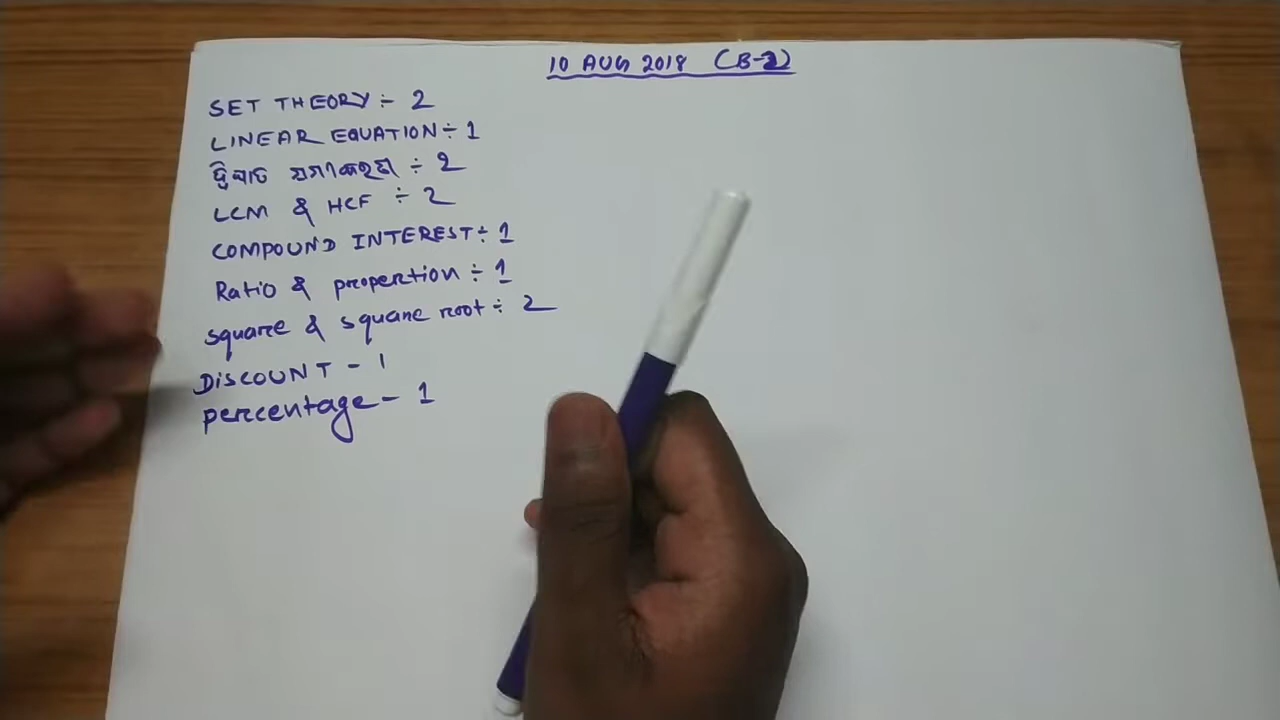 10 AUG 2018 (B-2)
SET THEORY ÷ 2
LINEAR EQUATION ÷ 1
ଦ୍ୱିଘାତ ସମୀକରଣ ÷ 2
LCM & HCF ÷ 2
COMPOUND INTEREST ÷ 1
Ratio & propertion ÷ 1
square & square root ÷ 2
DISCOUNT - 1
percentage - 1